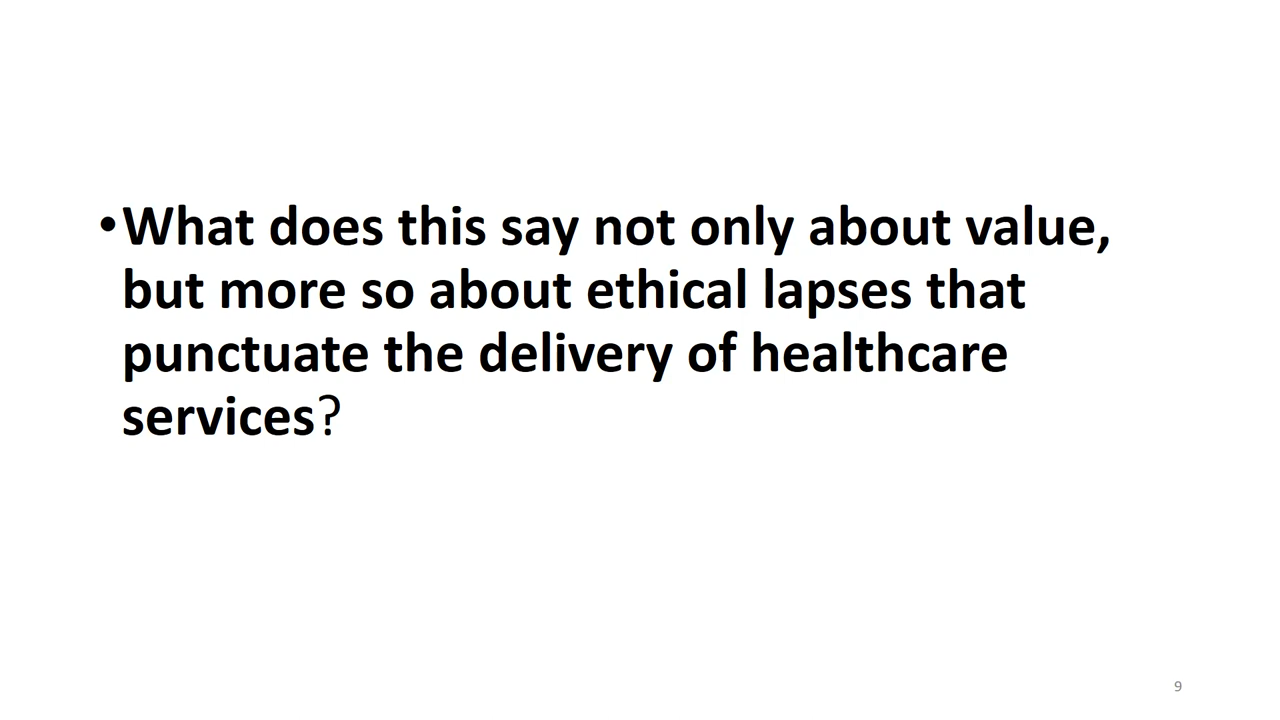 •What does this say not only about value,
but more so about ethical lapses that
punctuate the delivery of healthcare
services?
9